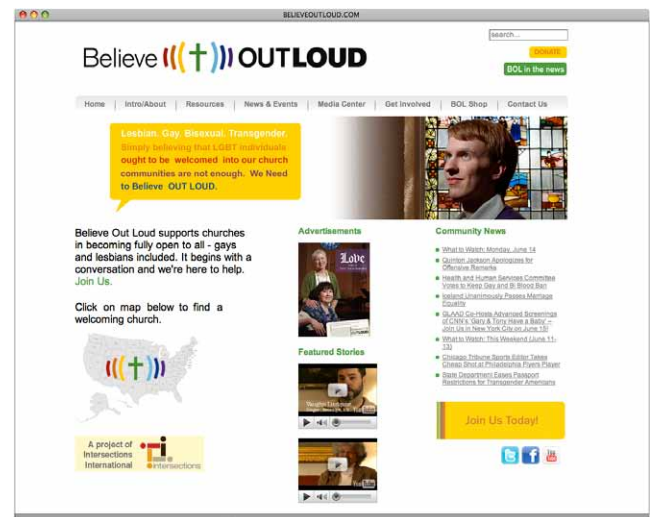 BELIEVEOUTLOUD.COM
search...
DONATE
BOL in the news
Believe OUTLOUD
Home
Intro/About
Resources
News & Events
Media Center
Get Involved
BOL Shop
Contact Us
Lesbian. Gay. Bisexual. Transgender.
Simply believing that LGBT individuals
ought to be welcomed into our church
communities are not enough. We Need
to Believe OUT LOUD.
Believe Out Loud supports churches
in becoming fully open to all - gays
and lesbians included. It begins with a
conversation and we're here to help.
Join Us.
Click on map below to find a
welcoming church.
A project of
Intersections
International
intersections
Advertisements
Love
Featured Stories
YouTube
YouTube
Community News
What to Watch: Monday, June 14
Quinton Jackson Apologizes for
Offensive Remarks
Health and Human Services Committee
Votes to Keep Gay and Bi Blood Ban
Iceland Unanimously Passes Marriage
Equality
GLAAD Co-Hosts Advanced Screenings
of CNN's 'Gary & Tony Have a Baby' –
Join Us in New York City on June 15!
What to Watch: This Weekend (June 11-
13)
Chicago Tribune Sports Editor Takes
Cheap Shot at Philadelphia Flyers Player
State Department Eases Passport
Restrictions for Transgender Americans
Join Us Today!